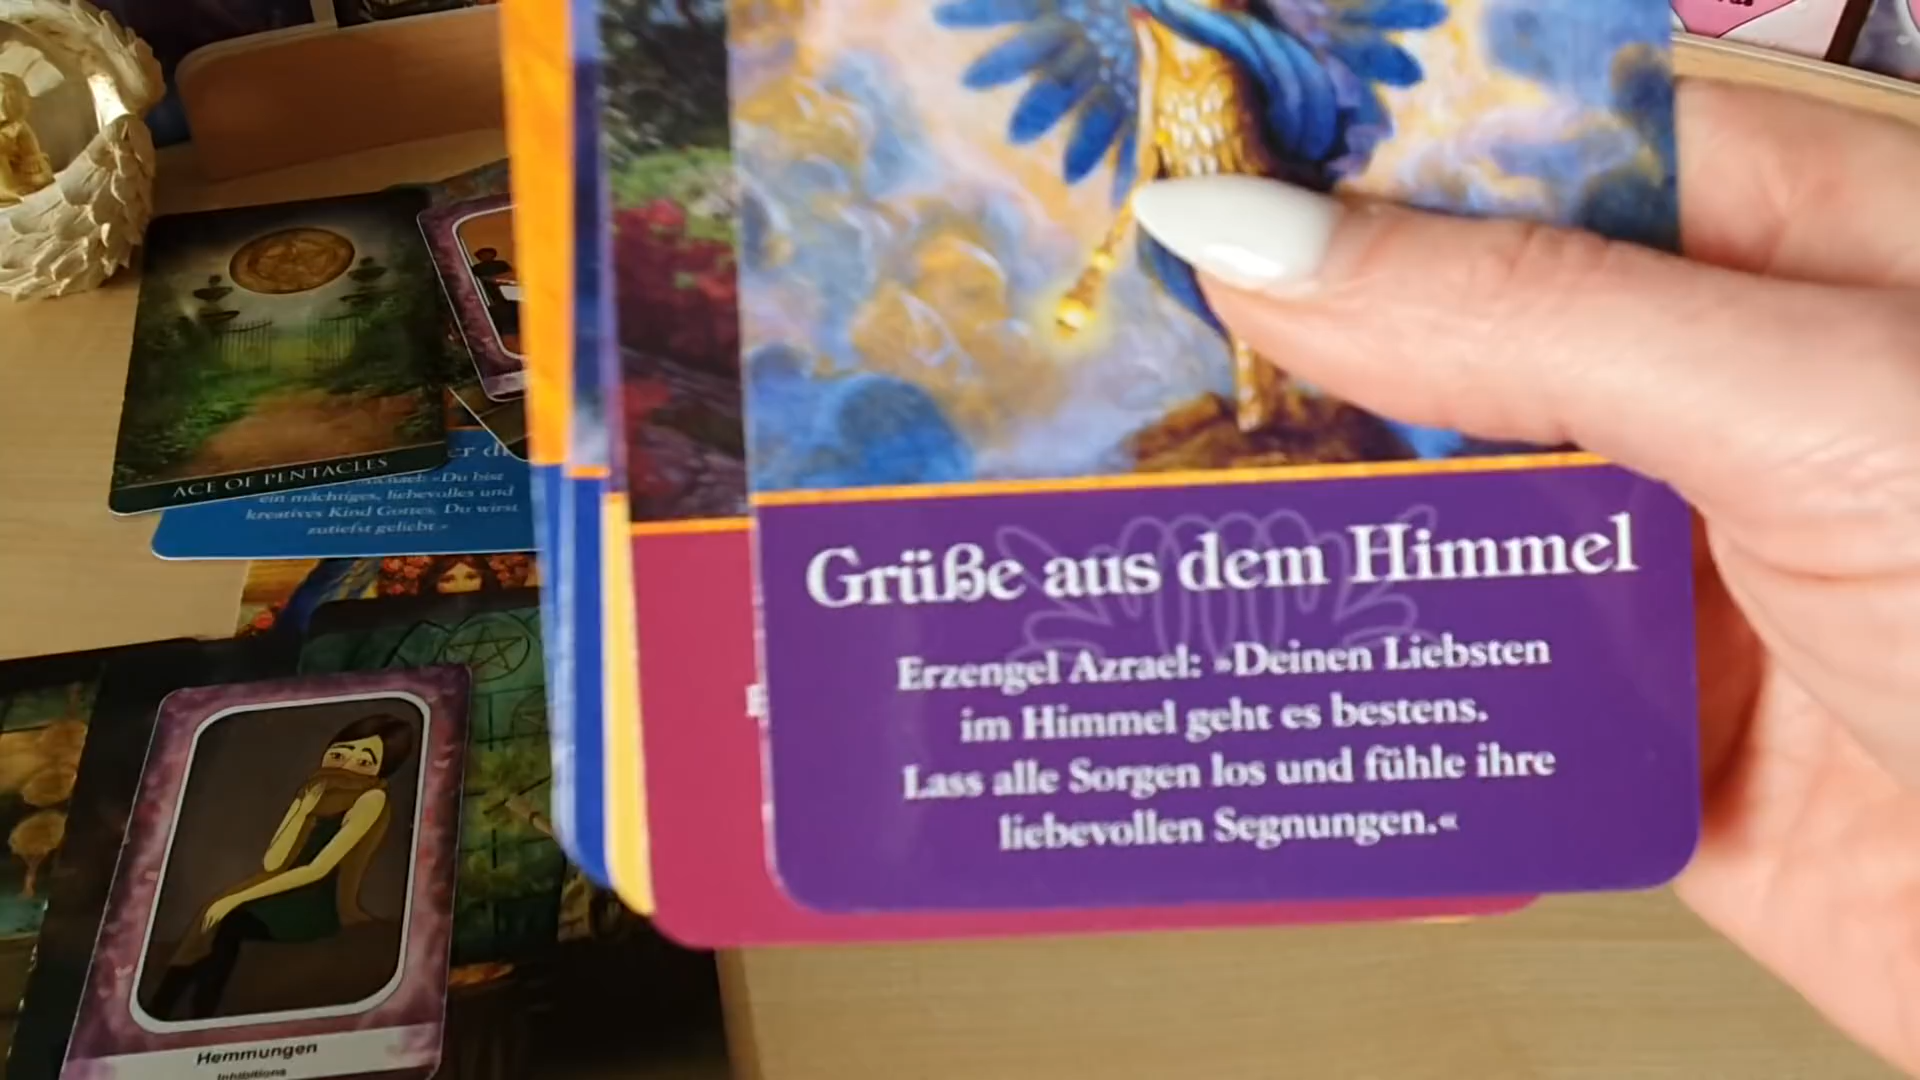 ACE OF PENTACLES
»Du bist
ein mächtiges, liebevolles und
kreatives Kind Gottes. Du wirst
zutiefst geliebt.«
Grüße aus dem Himmel
Erzengel Azrael: »Deinen Liebsten
im Himmel geht es bestens.
Lass alle Sorgen los und fühle ihre
liebevollen Segnungen.«
Hemmungen
Inhibitions